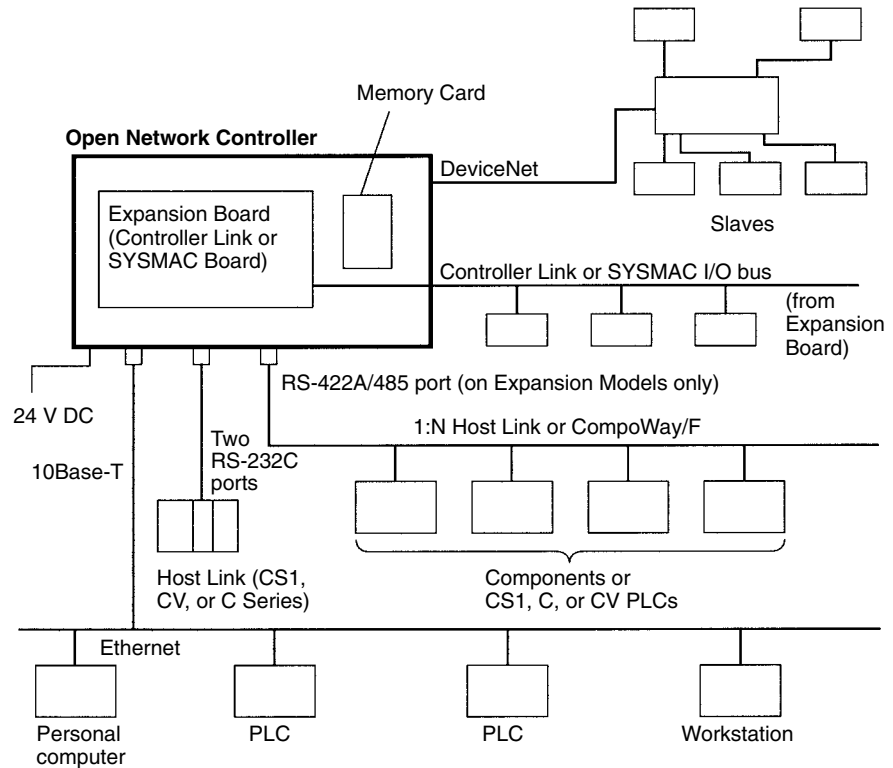 Memory Card
Open Network Controller
DeviceNet
Expansion Board
(Controller Link or
SYSMAC Board)
Slaves
Controller Link or SYSMAC I/O bus
(from
Expansion
Board)
RS-422A/485 port (on Expansion Models only)
24 V DC
1:N Host Link or CompoWay/F
Two
RS-232C
ports
10Base-T
Host Link (CS1,
CV, or C Series)
Components or
CS1, C, or CV PLCs
Ethernet
Personal
computer
PLC
PLC
Workstation